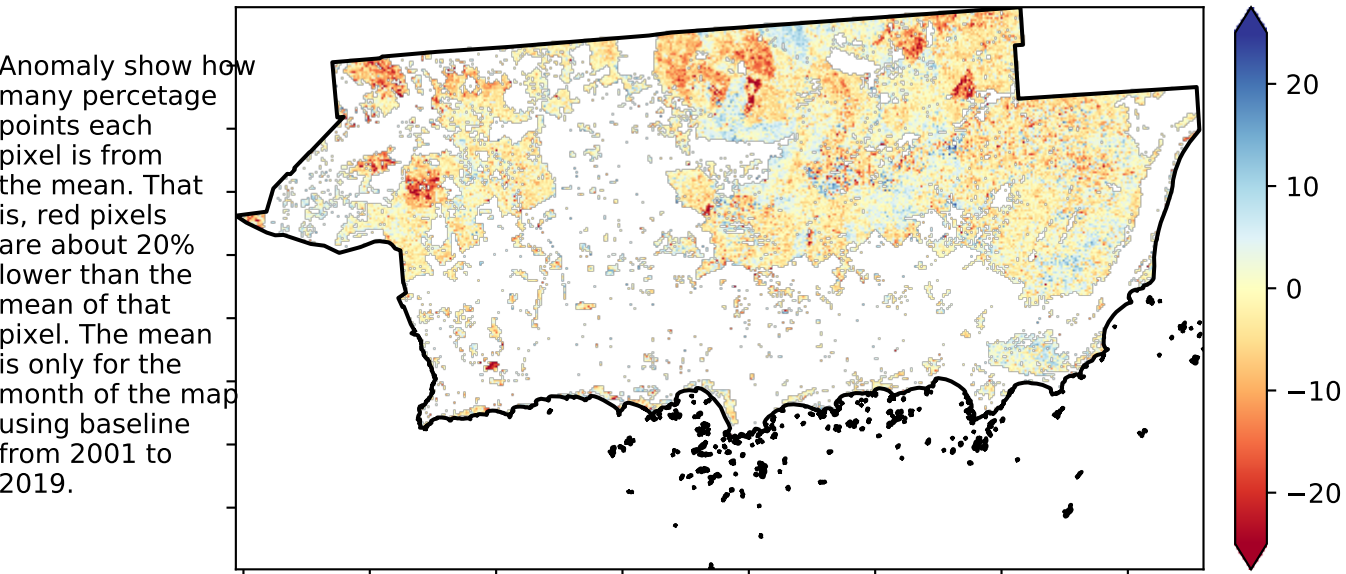 Anomaly show how
many percetage
points each
pixel is from
the mean. That
is, red pixels
are about 20%
lower than the
mean of that
pixel. The mean
is only for the
month of the map
using baseline
from 2001 to
2019.
20
10
0
−10
−20